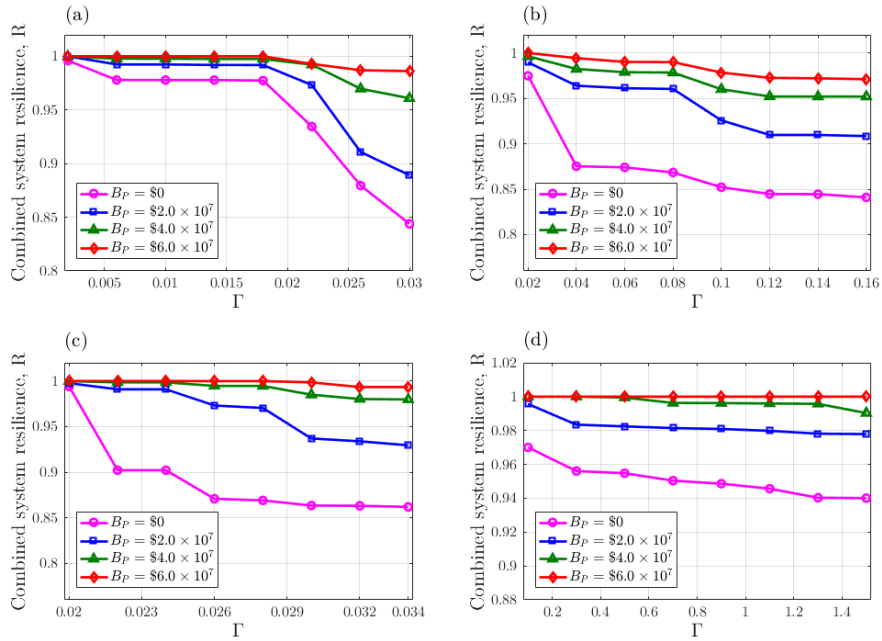 (a)
Combined system resilience, R
1
0.95
0.9
0.85
0.8
B_P = $0
B_P = $2.0 × 10^7
B_P = $4.0 × 10^7
B_P = $6.0 × 10^7
0.005 0.01 0.015 0.02 0.025 0.03
Γ
(b)
Combined system resilience, R
1
0.95
0.9
0.85
0.8
B_P = $0
B_P = $2.0 × 10^7
B_P = $4.0 × 10^7
B_P = $6.0 × 10^7
0.02 0.04 0.06 0.08 0.1 0.12 0.14 0.16
Γ
(c)
Combined system resilience, R
1
0.95
0.9
0.85
0.8
B_P = $0
B_P = $2.0 × 10^7
B_P = $4.0 × 10^7
B_P = $6.0 × 10^7
0.02 0.023 0.026 0.029 0.032 0.034
Γ
(d)
Combined system resilience, R
1.02
1
0.98
0.96
0.94
0.92
0.9
0.88
B_P = $0
B_P = $2.0 × 10^7
B_P = $4.0 × 10^7
B_P = $6.0 × 10^7
0.2 0.4 0.6 0.8 1 1.2 1.4
Γ